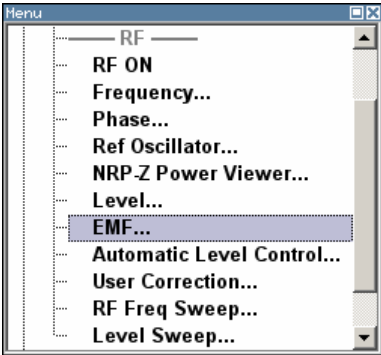 Menu
RF
RF ON
Frequency...
Phase...
Ref Oscillator...
NRP-Z Power Viewer...
Level...
EMF...
Automatic Level Control...
User Correction...
RF Freq Sweep...
Level Sweep...